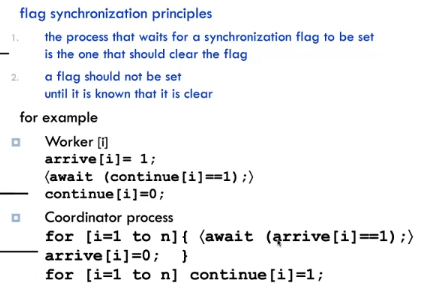 flag synchronization principles
1. the process that waits for a synchronization flag to be set
is the one that should clear the flag
2. a flag should not be set
until it is known that it is clear
for example
Worker [i]
arrive[i]= 1;
⟨await (continue[i]==1);⟩
continue[i]=0;
Coordinator process
for [i=1 to n]{ ⟨await (arrive[i]==1);⟩
arrive[i]=0; }
for [i=1 to n] continue[i]=1;